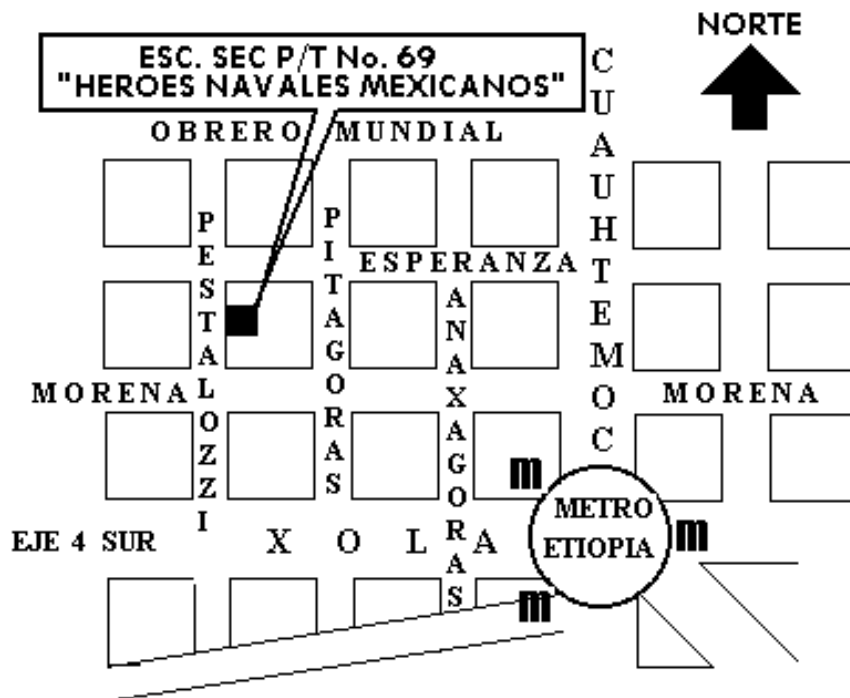 NORTE
ESC. SEC P/T No. 69
"HEROES NAVALES MEXICANOS"
OBRERO MUNDIAL
CUAUHTEMOC
PESTALOZZI
PITAGORAS
ESPERANZA
ANAXAGORAS
MORENA
MORENA
m
METRO
ETIOPIA
m
EJE 4 SUR XOLA
m